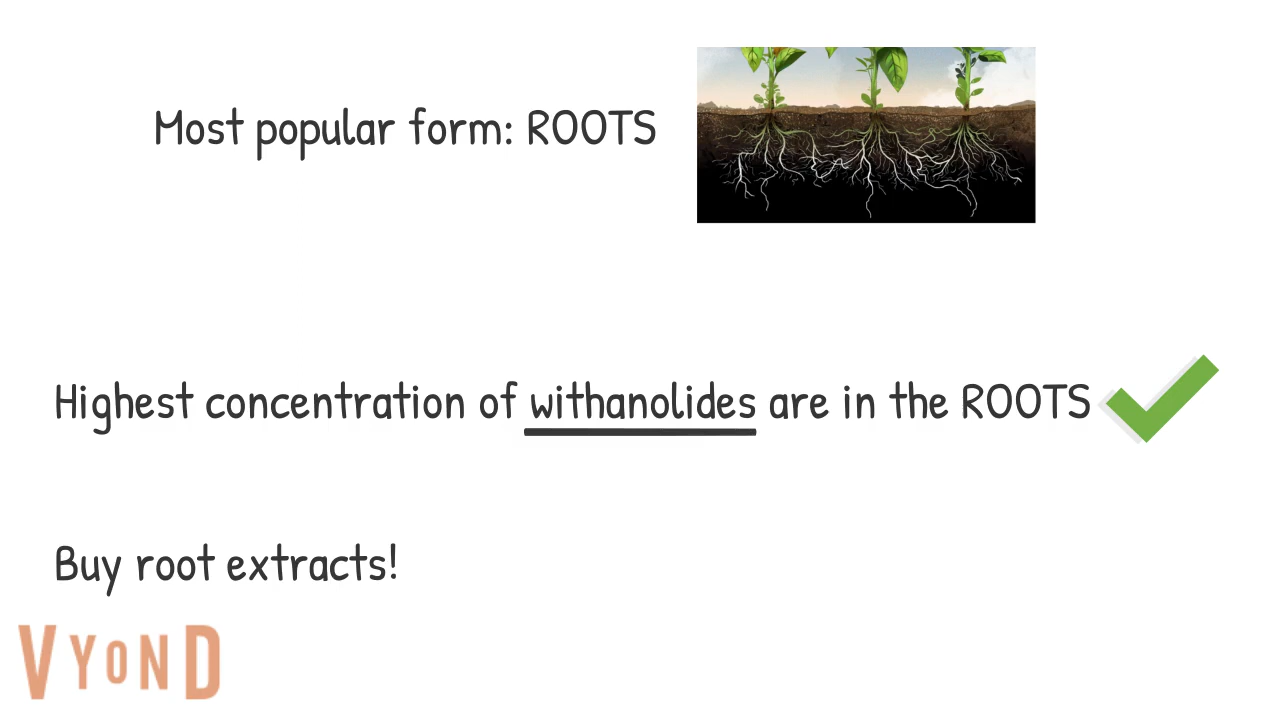 Most popular form: ROOTS
Highest concentration of withanolides are in the ROOTS
Buy root extracts!
VYOND